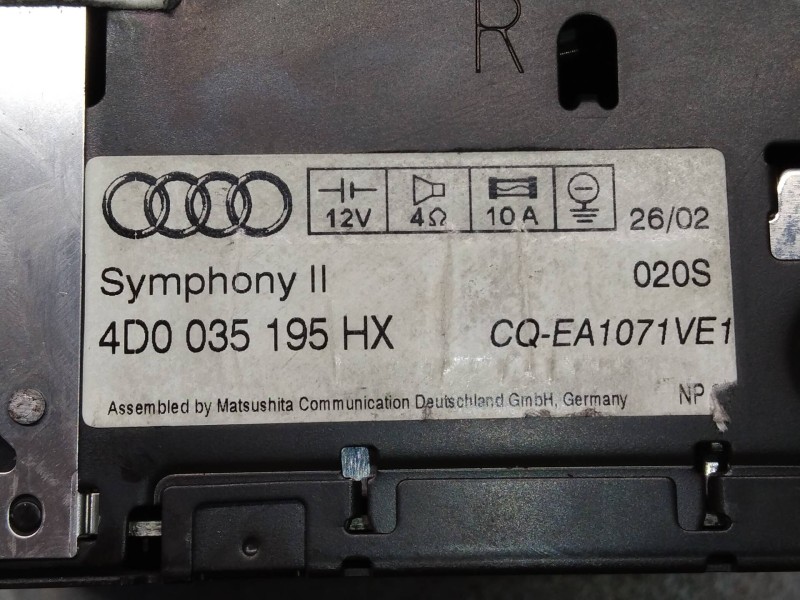 R
12V 4Ω 10 A 26/02
Symphony II 020S
4D0 035 195 HX CQ-EA1071VE1
Assembled by Matsushita Communication Deutschland GmbH, Germany NP